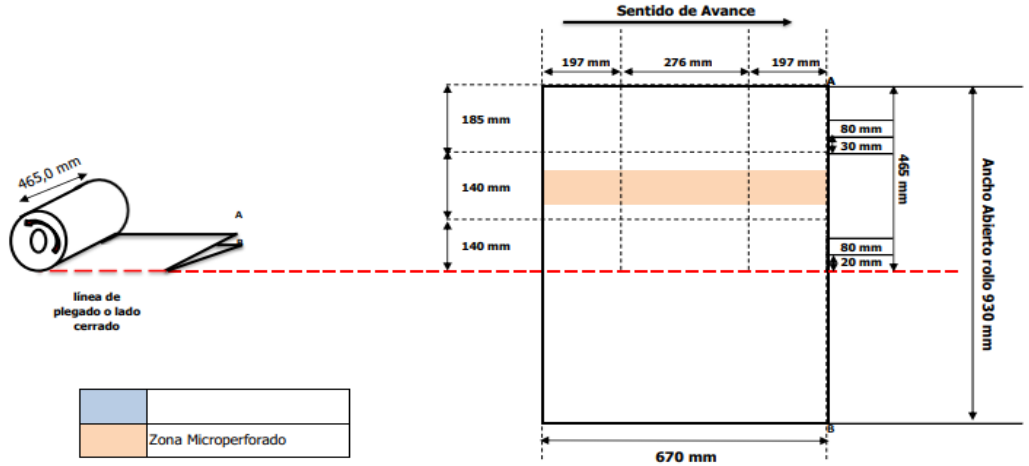 Sentido de Avance
197 mm
276 mm
197 mm
A
185 mm
80 mm
30 mm
465 mm
465,0 mm
140 mm
Ancho Abierto rollo 930 mm
A
B
140 mm
80 mm
20 mm
línea de
plegado o lado
cerrado
Zona Microperforado
B
670 mm